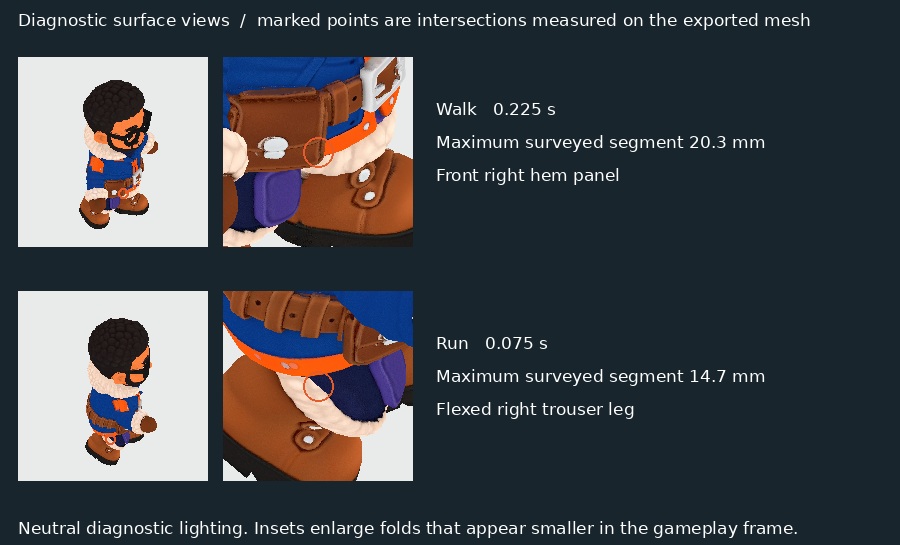 Diagnostic surface views / marked points are intersections measured on the exported mesh
Walk 0.225 s
Maximum surveyed segment 20.3 mm
Front right hem panel
Run 0.075 s
Maximum surveyed segment 14.7 mm
Flexed right trouser leg
Neutral diagnostic lighting. Insets enlarge folds that appear smaller in the gameplay frame.